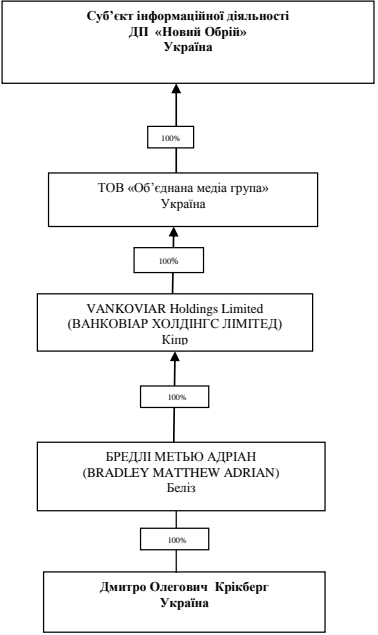 Суб’єкт інформаційної діяльності
ДП «Новий Обрій»
Україна
100%
ТОВ «Об’єднана медіа група»
Україна
100%
VANKOVIAR Holdings Limited
(ВАНКОВІАР ХОЛДІНГС ЛІМІТЕД)
Кіпр
100%
БРЕДЛІ МЕТЬЮ АДРІАН
(BRADLEY MATTHEW ADRIAN)
Беліз
100%
Дмитро Олегович Крікберг
Україна